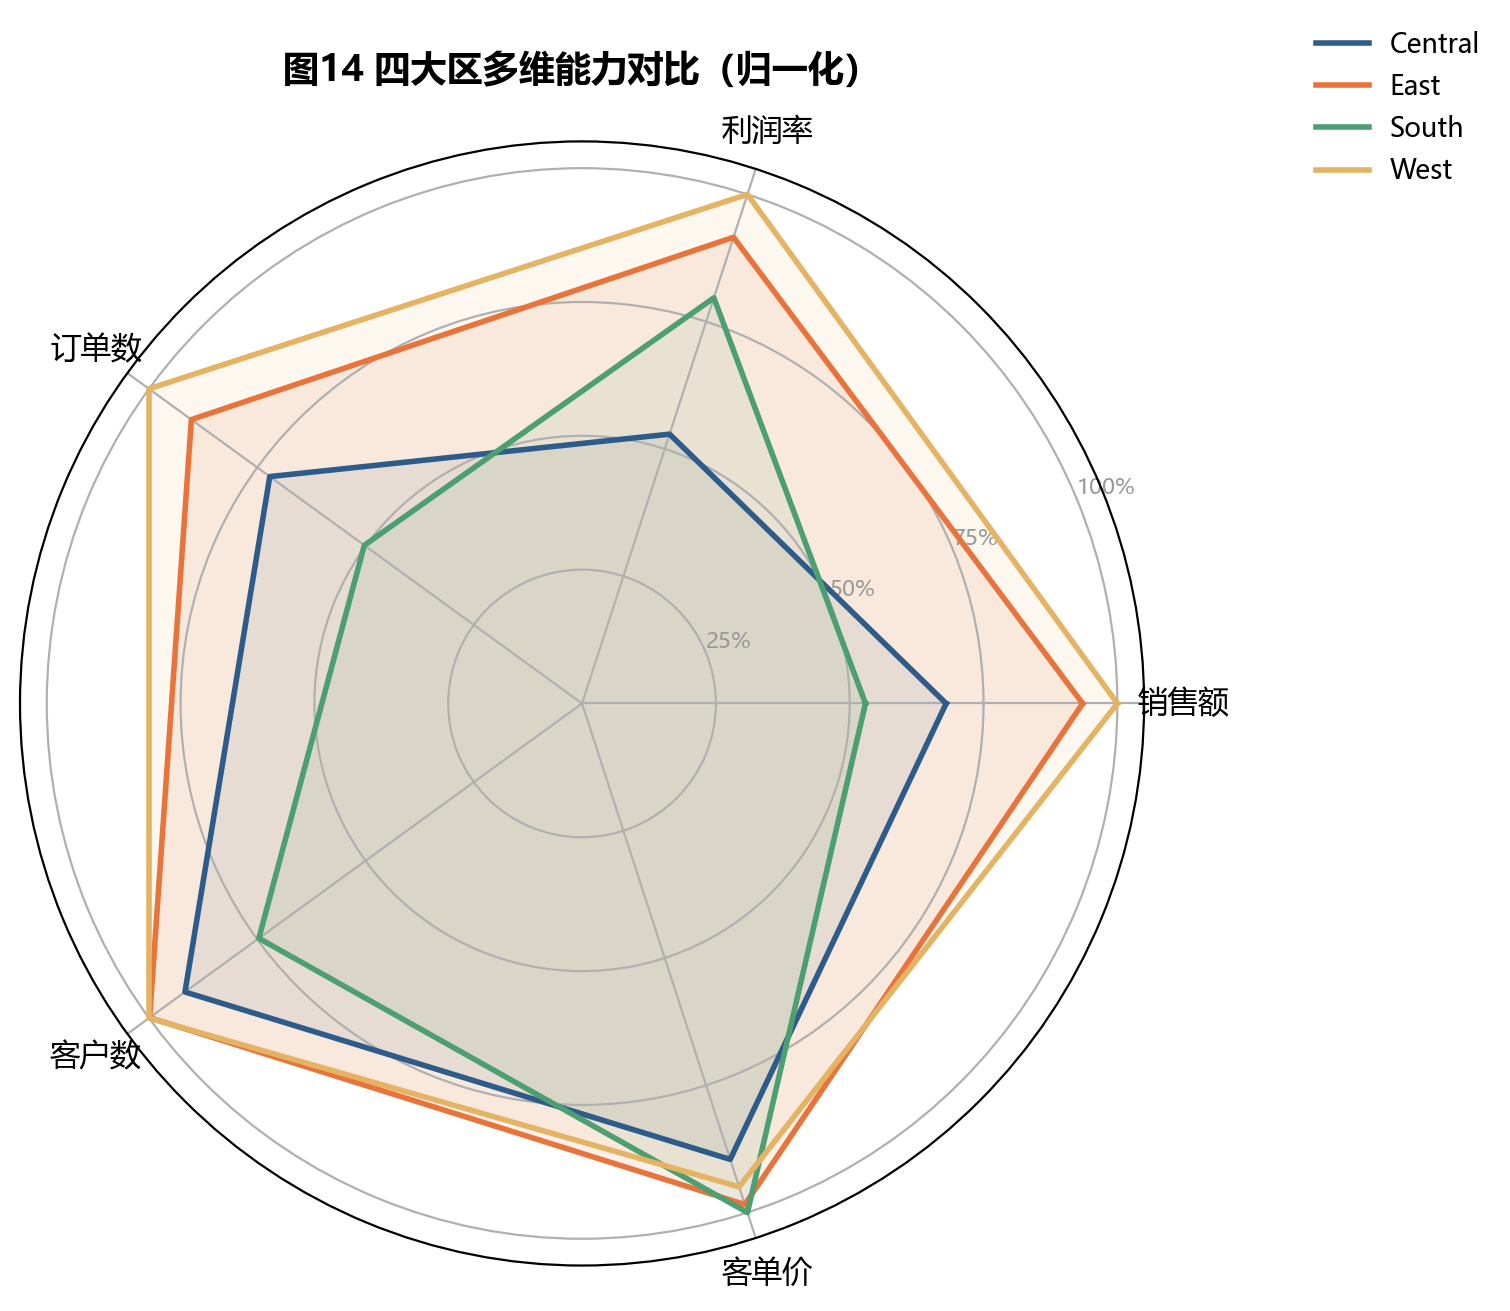 图14 四大区多维能力对比（归一化）
Central
East
South
West
利润率
订单数
销售额
客户数
客单价
100%
75%
50%
25%